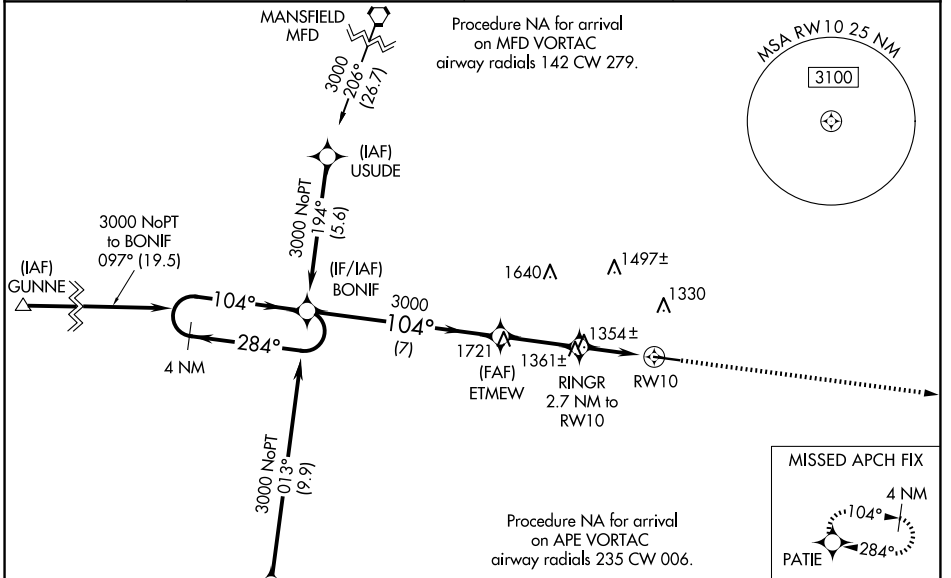 MANSFIELD
MFD
3000
206°
(26.7)
Procedure NA for arrival
on MFD VORTAC
airway radials 142 CW 279.
MSA RW10 25 NM
3100
(IAF)
USUDE
3000 NoPT
194°
(5.6)
3000 NoPT
to BONIF
097° (19.5)
(IAF)
GUNNE
(IF/IAF)
BONIF
104°
284°
4 NM
3000
104°
(7)
1640
1497±
1330
1354±
1721
1361±
(FAF)
ETMEW
RINGR
2.7 NM to
RW10
RW10
3000 NoPT
013°
(9.9)
Procedure NA for arrival
on APE VORTAC
airway radials 235 CW 006.
MISSED APCH FIX
4 NM
104°
284°
PATIE